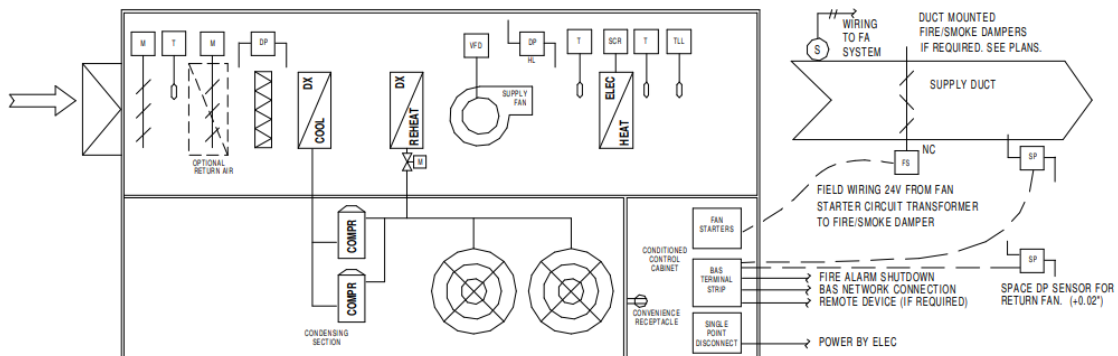 M
T
M
DP
VFD
DP
HL
T
SCR
T
TLL
OPTIONAL
RETURN AIR
DX
COOL
DX
REHEAT
M
SUPPLY
FAN
ELEC
HEAT
COMPR
COMPR
CONDENSING
SECTION
CONDITIONED
CONTROL
CABINET
CONVENIENCE
RECEPTACLE
FAN
STARTERS
BAS
TERMINAL
STRIP
SINGLE
POINT
DISCONNECT
S
WIRING
TO FA
SYSTEM
DUCT MOUNTED
FIRE/SMOKE DAMPERS
IF REQUIRED. SEE PLANS.
SUPPLY DUCT
FS
NC
SP
FIELD WIRING 24V FROM FAN
STARTER CIRCUIT TRANSFORMER
TO FIRE/SMOKE DAMPER
SP
FIRE ALARM SHUTDOWN
BAS NETWORK CONNECTION
REMOTE DEVICE (IF REQUIRED)
SPACE DP SENSOR FOR
RETURN FAN. (+0.02")
POWER BY ELEC